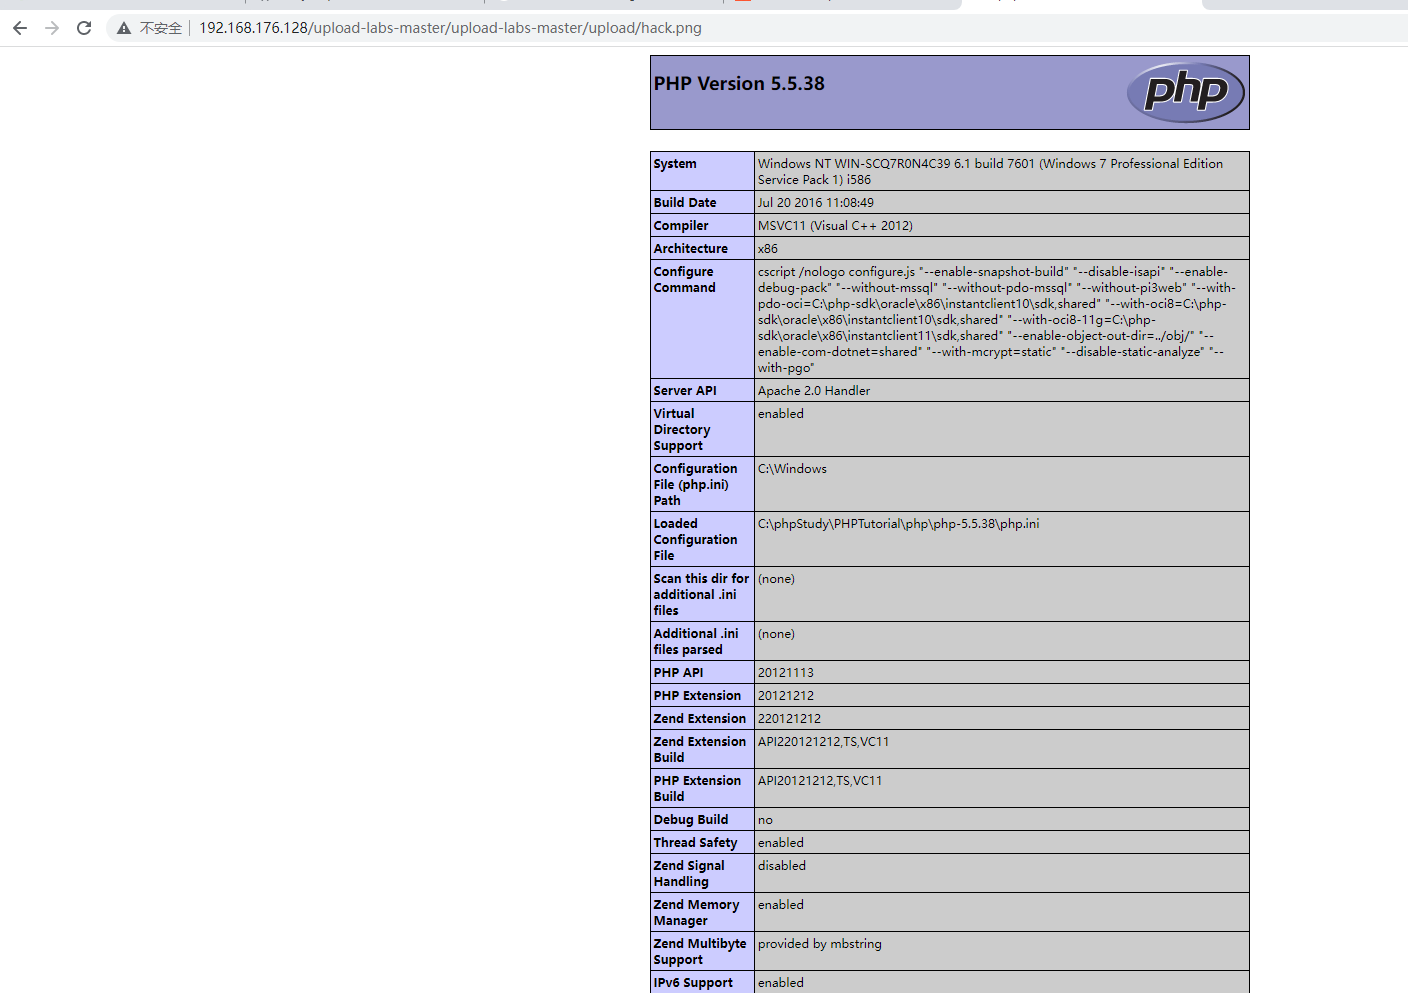 不安全 192.168.176.128/upload-labs-master/upload-labs-master/upload/hack.png
PHP Version 5.5.38
php
System Windows NT WIN-SCQ7R0N4C39 6.1 build 7601 (Windows 7 Professional Edition
Service Pack 1) i586
Build Date Jul 20 2016 11:08:49
Compiler MSVC11 (Visual C++ 2012)
Architecture x86
Configure cscript /nologo configure.js "--enable-snapshot-build" "--disable-isapi" "--enable-
Command debug-pack" "--without-mssql" "--without-pdo-mssql" "--without-pi3web" "--with-
pdo-oci=C:\php-sdk\oracle\x86\instantclient10\sdk,shared" "--with-oci8=C:\php-
sdk\oracle\x86\instantclient10\sdk,shared" "--with-oci8-11g=C:\php-
sdk\oracle\x86\instantclient11\sdk,shared" "--enable-object-out-dir=../obj/" "--
enable-com-dotnet=shared" "--with-mcrypt=static" "--disable-static-analyze" "--
with-pgo"
Server API Apache 2.0 Handler
Virtual enabled
Directory
Support
Configuration C:\Windows
File (php.ini)
Path
Loaded C:\phpStudy\PHPTutorial\php\php-5.5.38\php.ini
Configuration
File
Scan this dir for (none)
additional .ini
files
Additional .ini (none)
files parsed
PHP API 20121113
PHP Extension 20121212
Zend Extension 220121212
Zend Extension API220121212,TS,VC11
Build
PHP Extension API20121212,TS,VC11
Build
Debug Build no
Thread Safety enabled
Zend Signal disabled
Handling
Zend Memory enabled
Manager
Zend Multibyte provided by mbstring
Support
IPv6 Support enabled